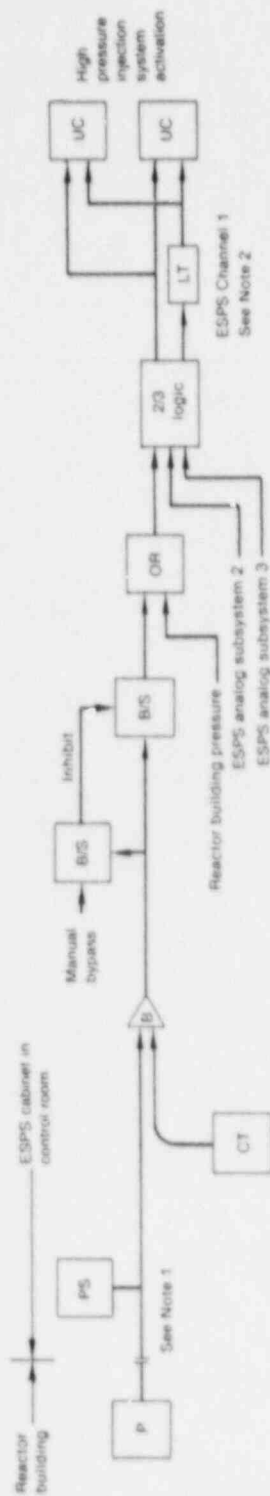 Reactor
building
ESPS cabinet in
control room
P
PS
See Note 1
CT
B
Manual
bypass
B/S
Inhibit
B/S
OR
Reactor building pressure
ESPS analog subsystem 2
ESPS analog subsystem 3
2/3
logic
LT
ESPS Channel 1
See Note 2
UC
UC
High
pressure
injection
system
activation